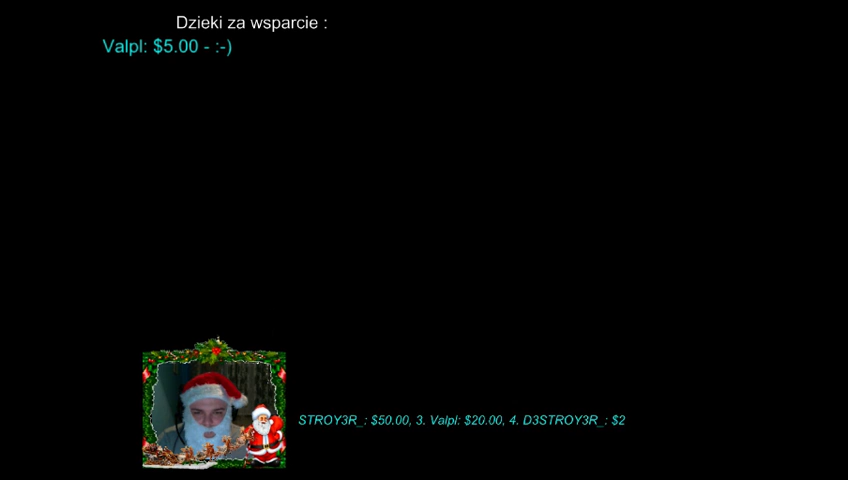 Dzieki za wsparcie :
Valpl: $5.00 - :-)
STROY3R_: $50.00, 3. Valpl: $20.00, 4. D3STROY3R_: $2